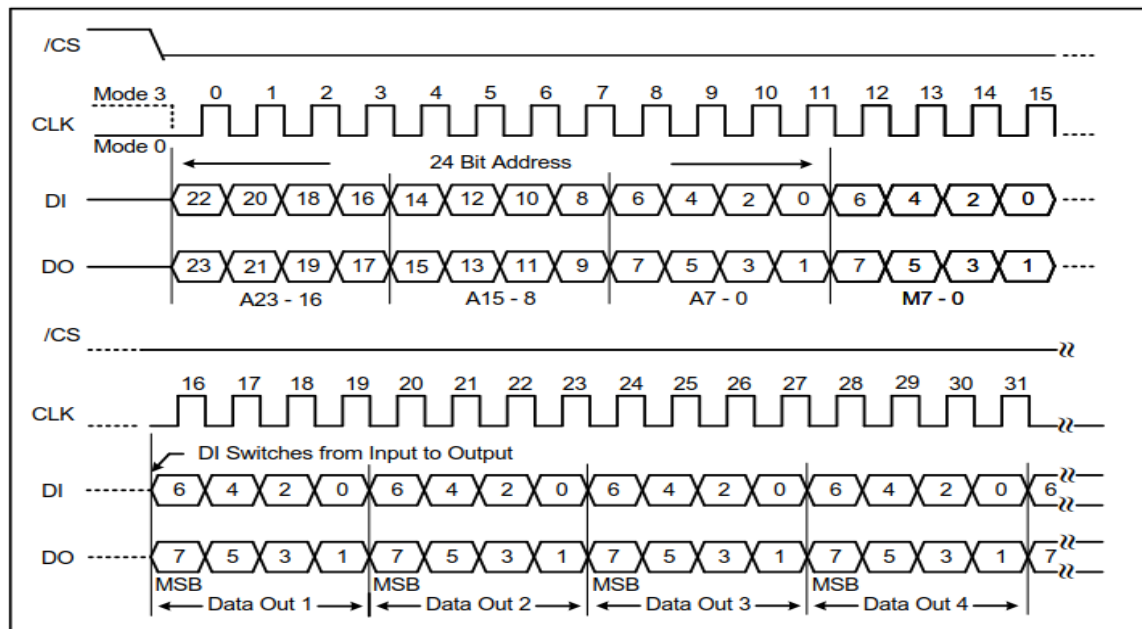 /CS
Mode 3 0 1 2 3 4 5 6 7 8 9 10 11 12 13 14 15
CLK
Mode 0
24 Bit Address
DI 22 20 18 16 14 12 10 8 6 4 2 0 6 4 2 0
DO 23 21 19 17 15 13 11 9 7 5 3 1 7 5 3 1
A23 - 16 A15 - 8 A7 - 0 M7 - 0
/CS
16 17 18 19 20 21 22 23 24 25 26 27 28 29 30 31
CLK
DI Switches from Input to Output
DI 6 4 2 0 6 4 2 0 6 4 2 0 6 4 2 0 6
DO 7 5 3 1 7 5 3 1 7 5 3 1 7 5 3 1 7
MSB MSB MSB MSB
Data Out 1 Data Out 2 Data Out 3 Data Out 4